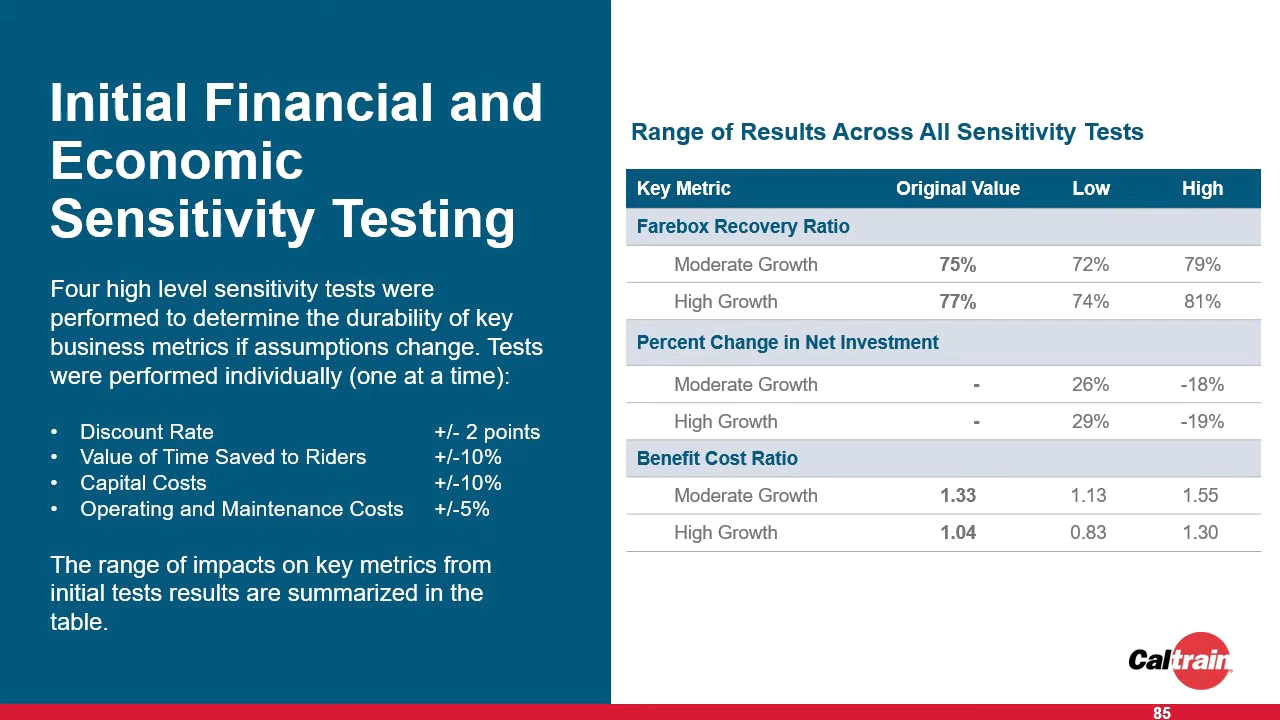 Initial Financial and
Economic
Sensitivity Testing
Four high level sensitivity tests were
performed to determine the durability of key
business metrics if assumptions change. Tests
were performed individually (one at a time):
• Discount Rate +/- 2 points
• Value of Time Saved to Riders +/-10%
• Capital Costs +/-10%
• Operating and Maintenance Costs +/-5%
The range of impacts on key metrics from
initial tests results are summarized in the
table.
Range of Results Across All Sensitivity Tests
Key Metric Original Value Low High
Farebox Recovery Ratio
Moderate Growth 75% 72% 79%
High Growth 77% 74% 81%
Percent Change in Net Investment
Moderate Growth - 26% -18%
High Growth - 29% -19%
Benefit Cost Ratio
Moderate Growth 1.33 1.13 1.55
High Growth 1.04 0.83 1.30
Caltrain
85